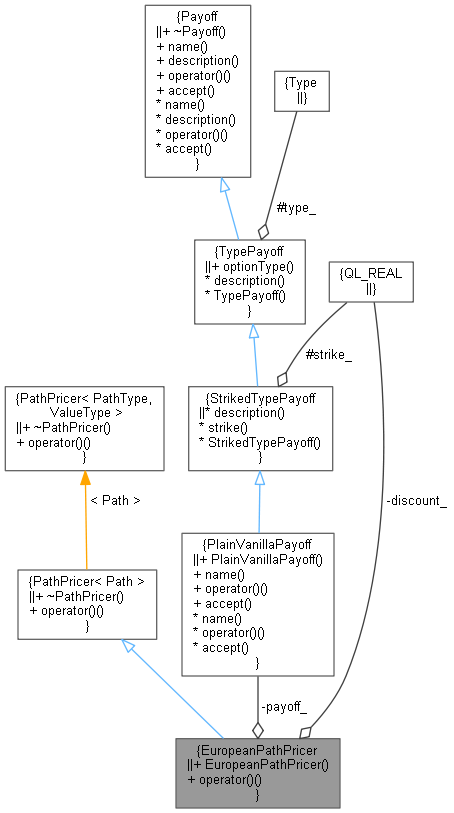 {Payoff
||+ ~Payoff()
+ name()
+ description()
+ operator()()
+ accept()
* name()
* description()
* operator()()
* accept()
}
{Type
||}
#type_
{TypePayoff
||+ optionType()
* description()
* TypePayoff()
}
{QL_REAL
||}
#strike_
{StrikedTypePayoff
||* description()
* strike()
* StrikedTypePayoff()
}
{PathPricer< PathType,
ValueType >
||+ ~PathPricer()
+ operator()()
}
< Path >
-discount_
{PlainVanillaPayoff
||+ PlainVanillaPayoff()
+ name()
+ operator()()
+ accept()
* name()
* operator()()
* accept()
}
{PathPricer< Path >
||+ ~PathPricer()
+ operator()()
}
-payoff_
{EuropeanPathPricer
||+ EuropeanPathPricer()
+ operator()()
}